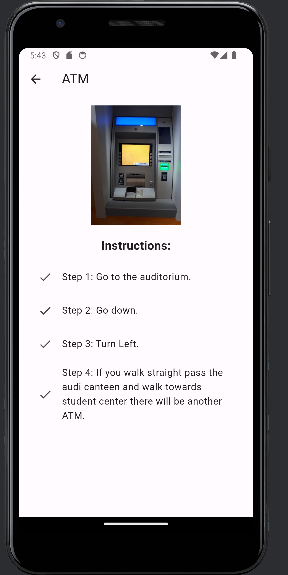 5:43
ATM
Instructions:
Step 1: Go to the auditorium.
Step 2: Go down.
Step 3: Turn Left.
Step 4: If you walk straight pass the
audi canteen and walk towards
student center there will be another
ATM.